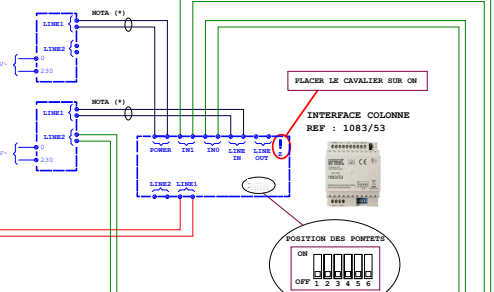 NOTA (*)
LINE1
LINE2
0
~
230
NOTA (*)
LINE1
LINE2
0
~
230
PLACER LE CAVALIER SUR ON
INTERFACE COLONNE
REF : 1083/53
POWER IN1 IN0 LINE IN LINE OUT
LINE2 LINE1
POSITION DES PONTETS
ON
OFF 1 2 3 4 5 6